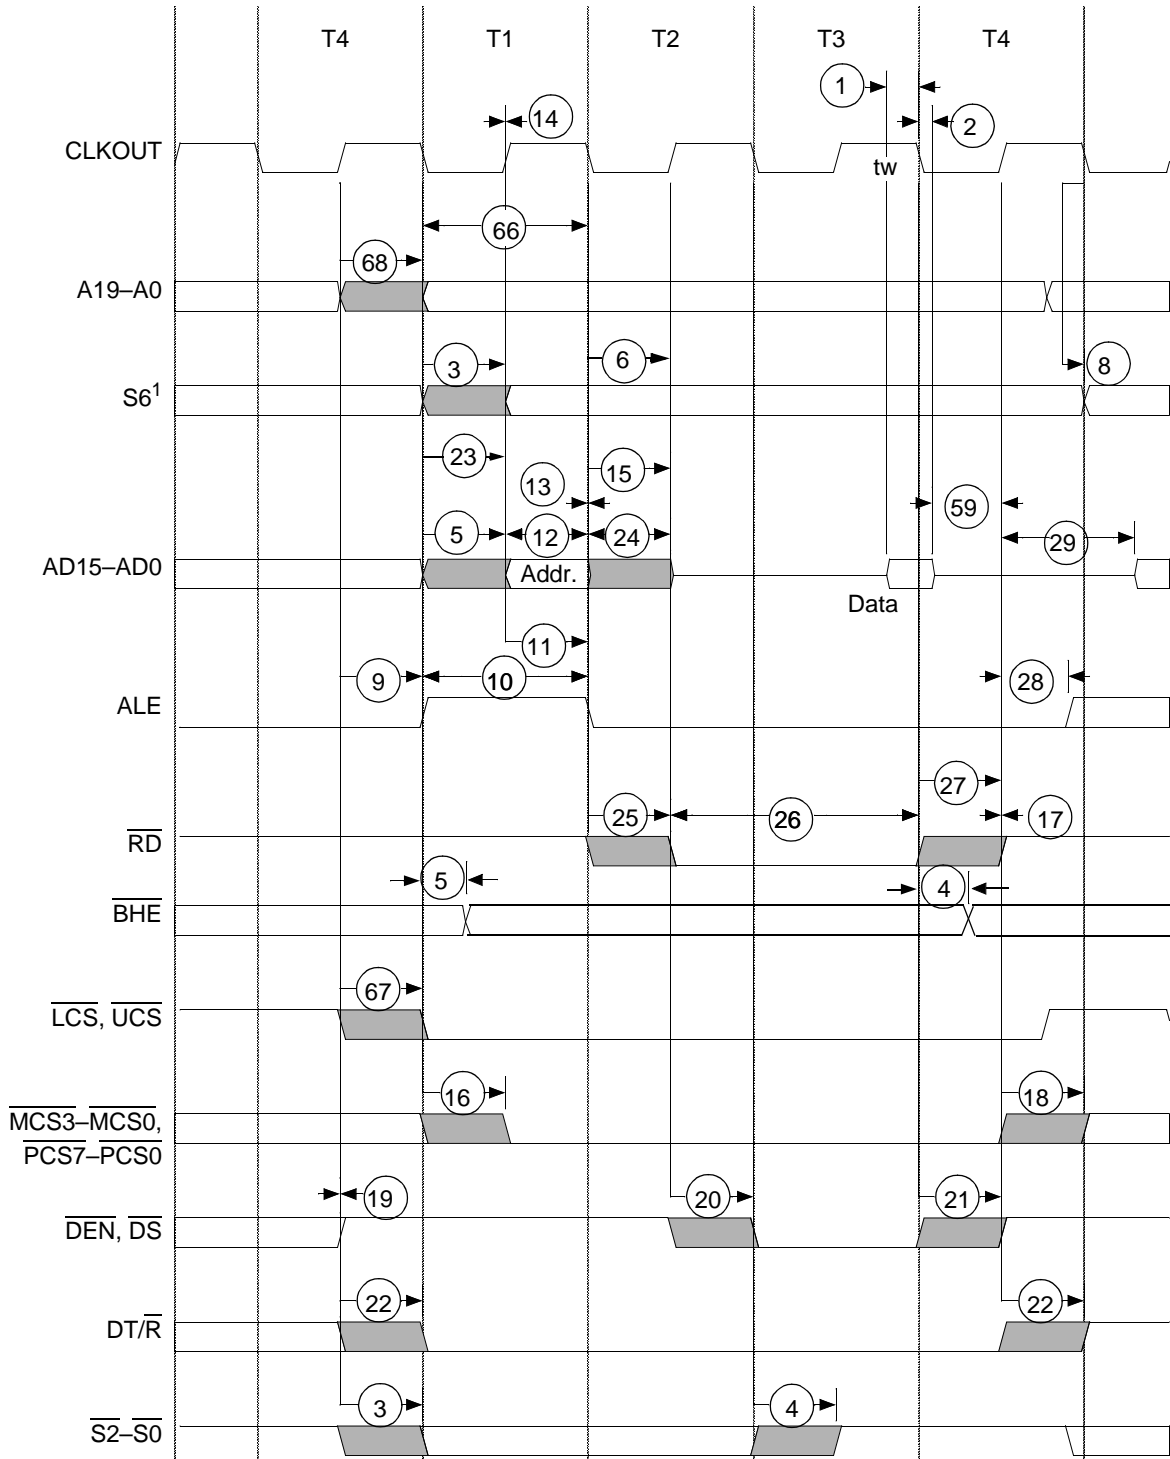 T4 T1 T2 T3 T4
1
14 2
CLKOUT
tw
66
68
A19–A0
3 6 8
S6¹
23 13 15
59
5 12 24 29
AD15–AD0 Addr.
Data
11
9 10 28
ALE
27
25 26 17
RD
5 4
BHE
67
LCS, UCS
16 18
MCS3–MCS0,
PCS7–PCS0
19 20 21
DEN, DS
22 22
DT/R
3 4
S2–S0